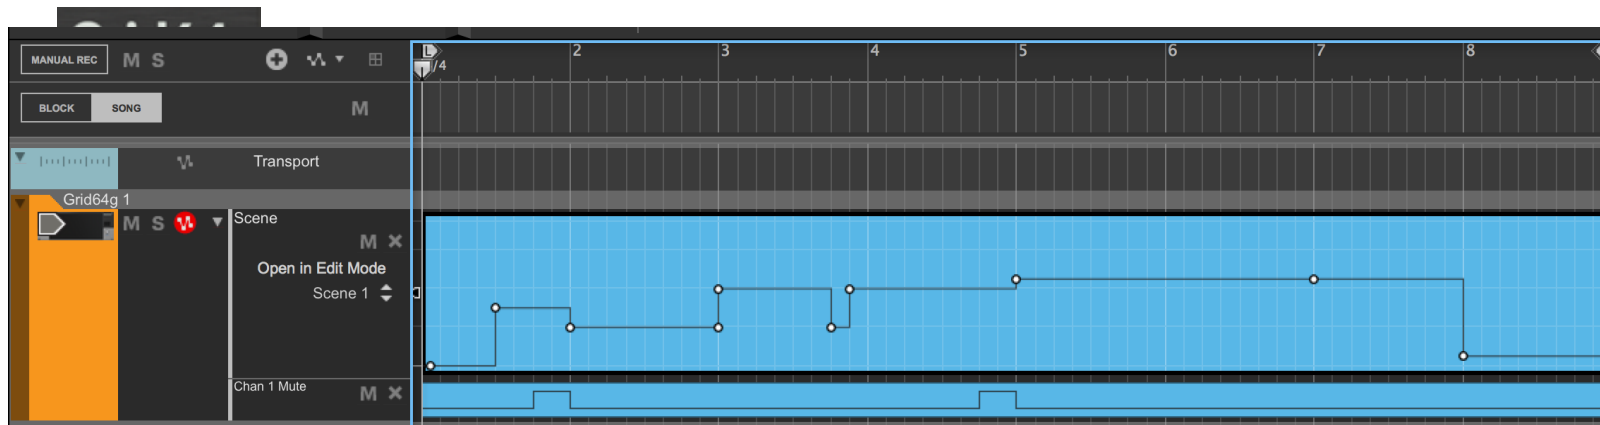 MANUAL REC M S L 2 3 4 5 6 7 8
/4
BLOCK SONG M
Transport
Grid64g 1
M S Scene
M
Open in Edit Mode
Scene 1
Chan 1 Mute
M